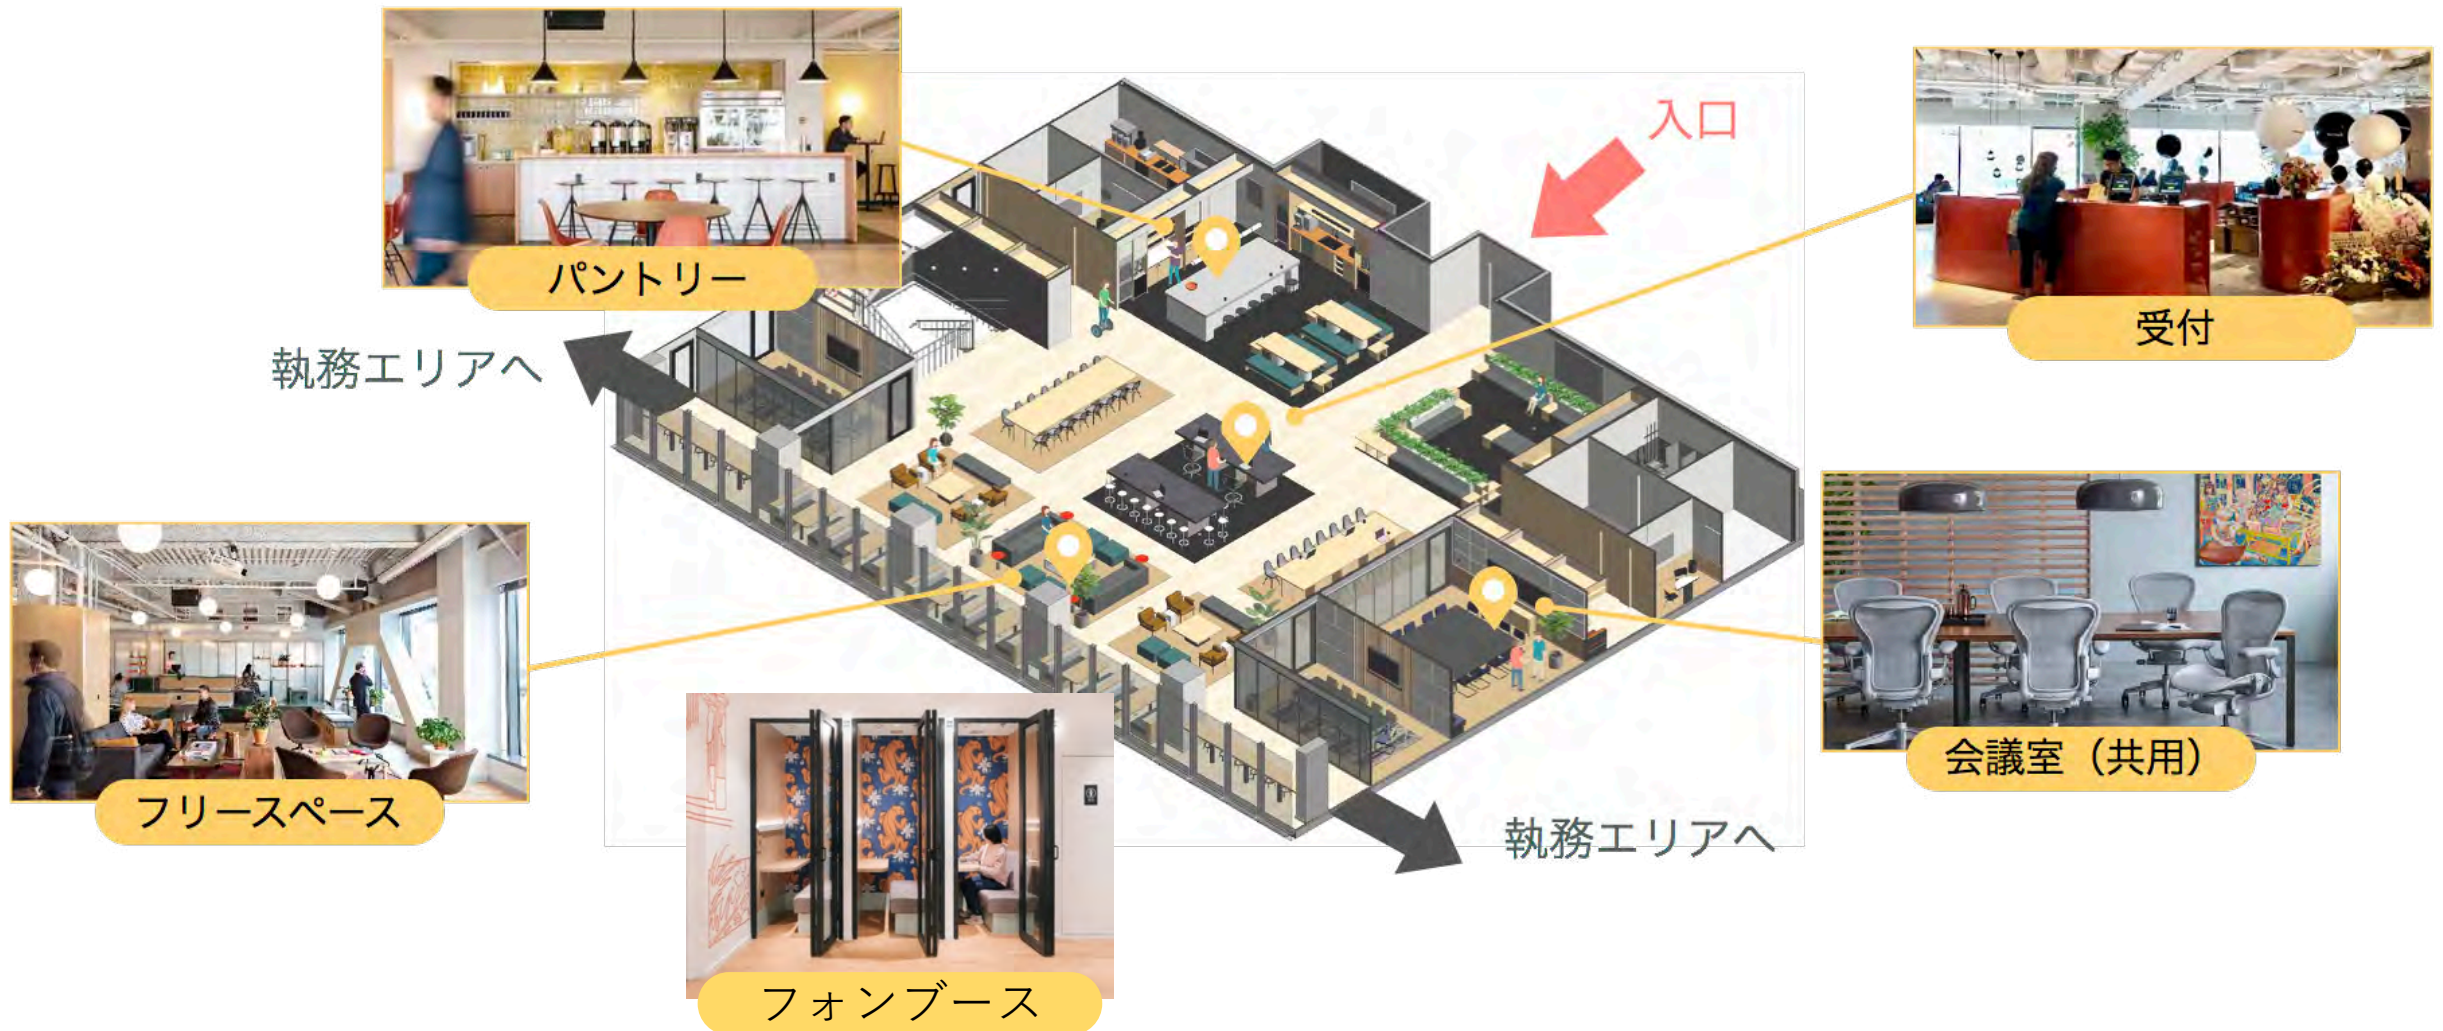 入口
パントリー
受付
執務エリアへ
フリースペース
会議室（共用）
執務エリアへ
フォンブース